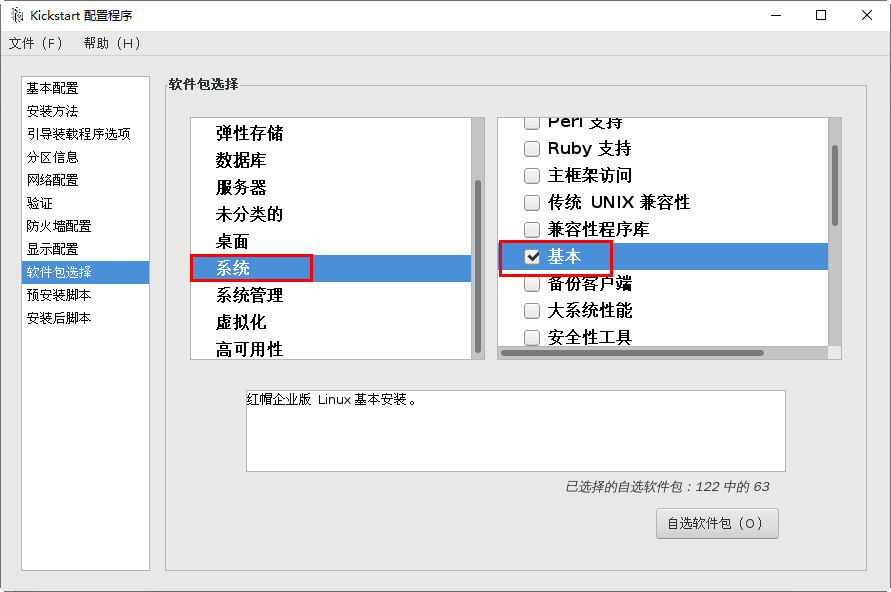 Kickstart 配置程序
文件（F） 帮助（H）
基本配置
安装方法
引导装载程序选项
分区信息
网络配置
验证
防火墙配置
显示配置
软件包选择
预安装脚本
安装后脚本
软件包选择
弹性存储
数据库
服务器
未分类的
桌面
系统
系统管理
虚拟化
高可用性
Perl 支持
Ruby 支持
主框架访问
传统 UNIX 兼容性
兼容性程序库
基本
备份客户端
大系统性能
安全性工具
红帽企业版 Linux 基本安装。
已选择的自选软件包：122 中的 63
自选软件包（O）